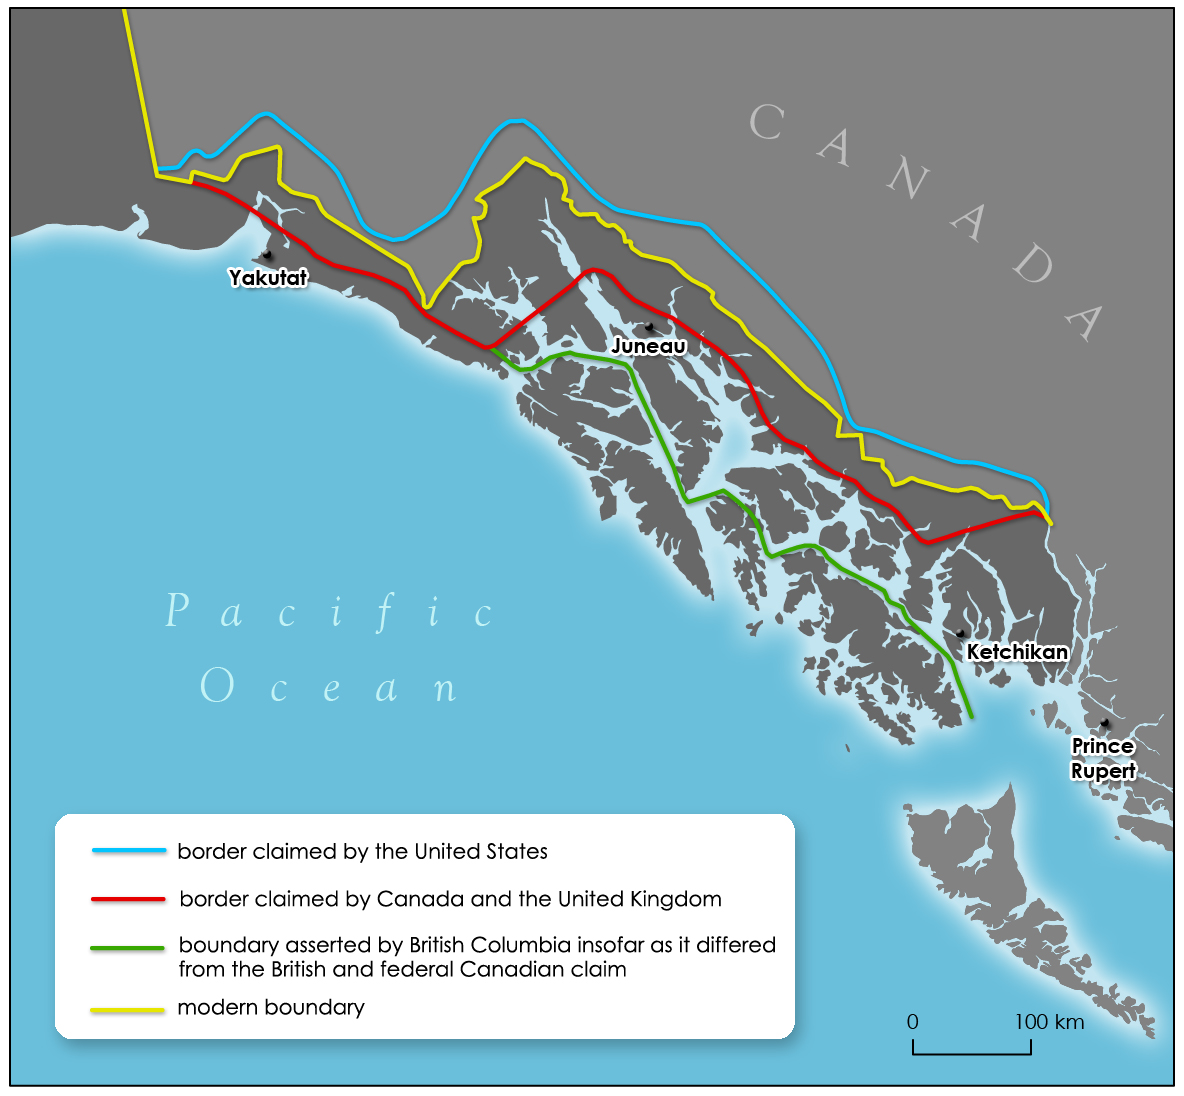 CANADA
Yakutat
Juneau
Pacific
Ocean
Ketchikan
Prince
Rupert
border claimed by the United States
border claimed by Canada and the United Kingdom
boundary asserted by British Columbia insofar as it differed
from the British and federal Canadian claim
modern boundary
0 100 km